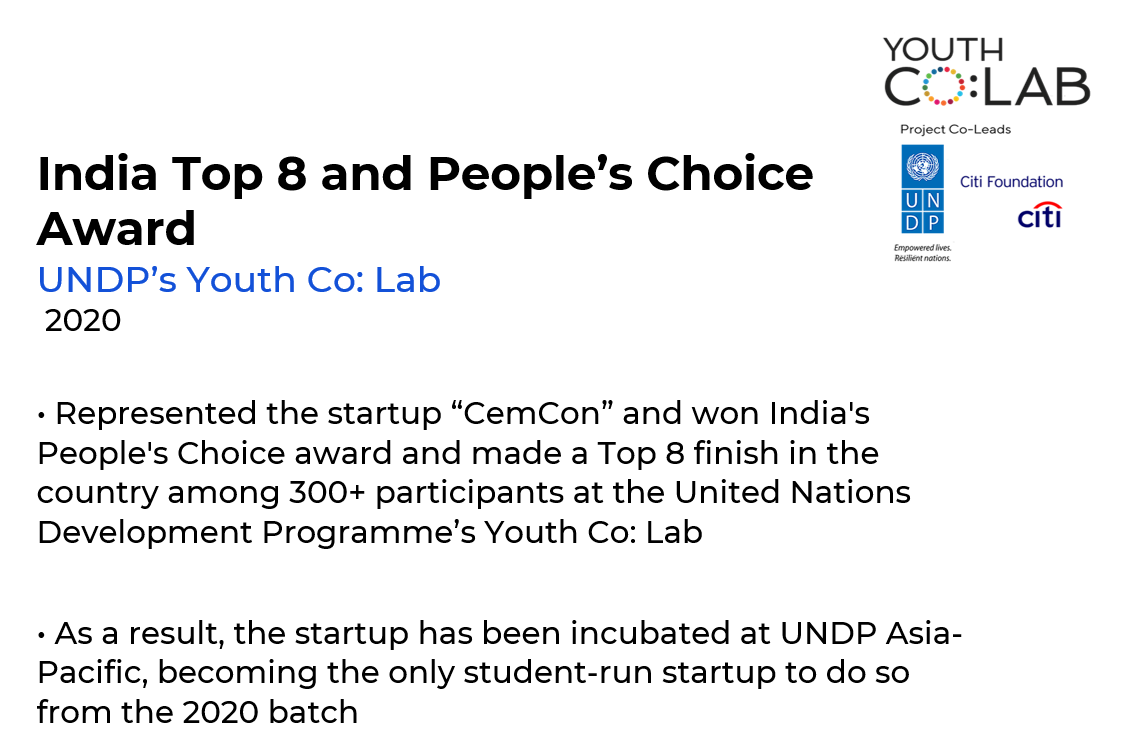 YOUTH
CO:LAB
Project Co-Leads
UN
DP
Citi Foundation
citi
Empowered lives.
Resilient nations.
India Top 8 and People’s Choice
Award
UNDP’s Youth Co: Lab
2020
• Represented the startup “CemCon” and won India's
People's Choice award and made a Top 8 finish in the
country among 300+ participants at the United Nations
Development Programme’s Youth Co: Lab
• As a result, the startup has been incubated at UNDP Asia-
Pacific, becoming the only student-run startup to do so
from the 2020 batch